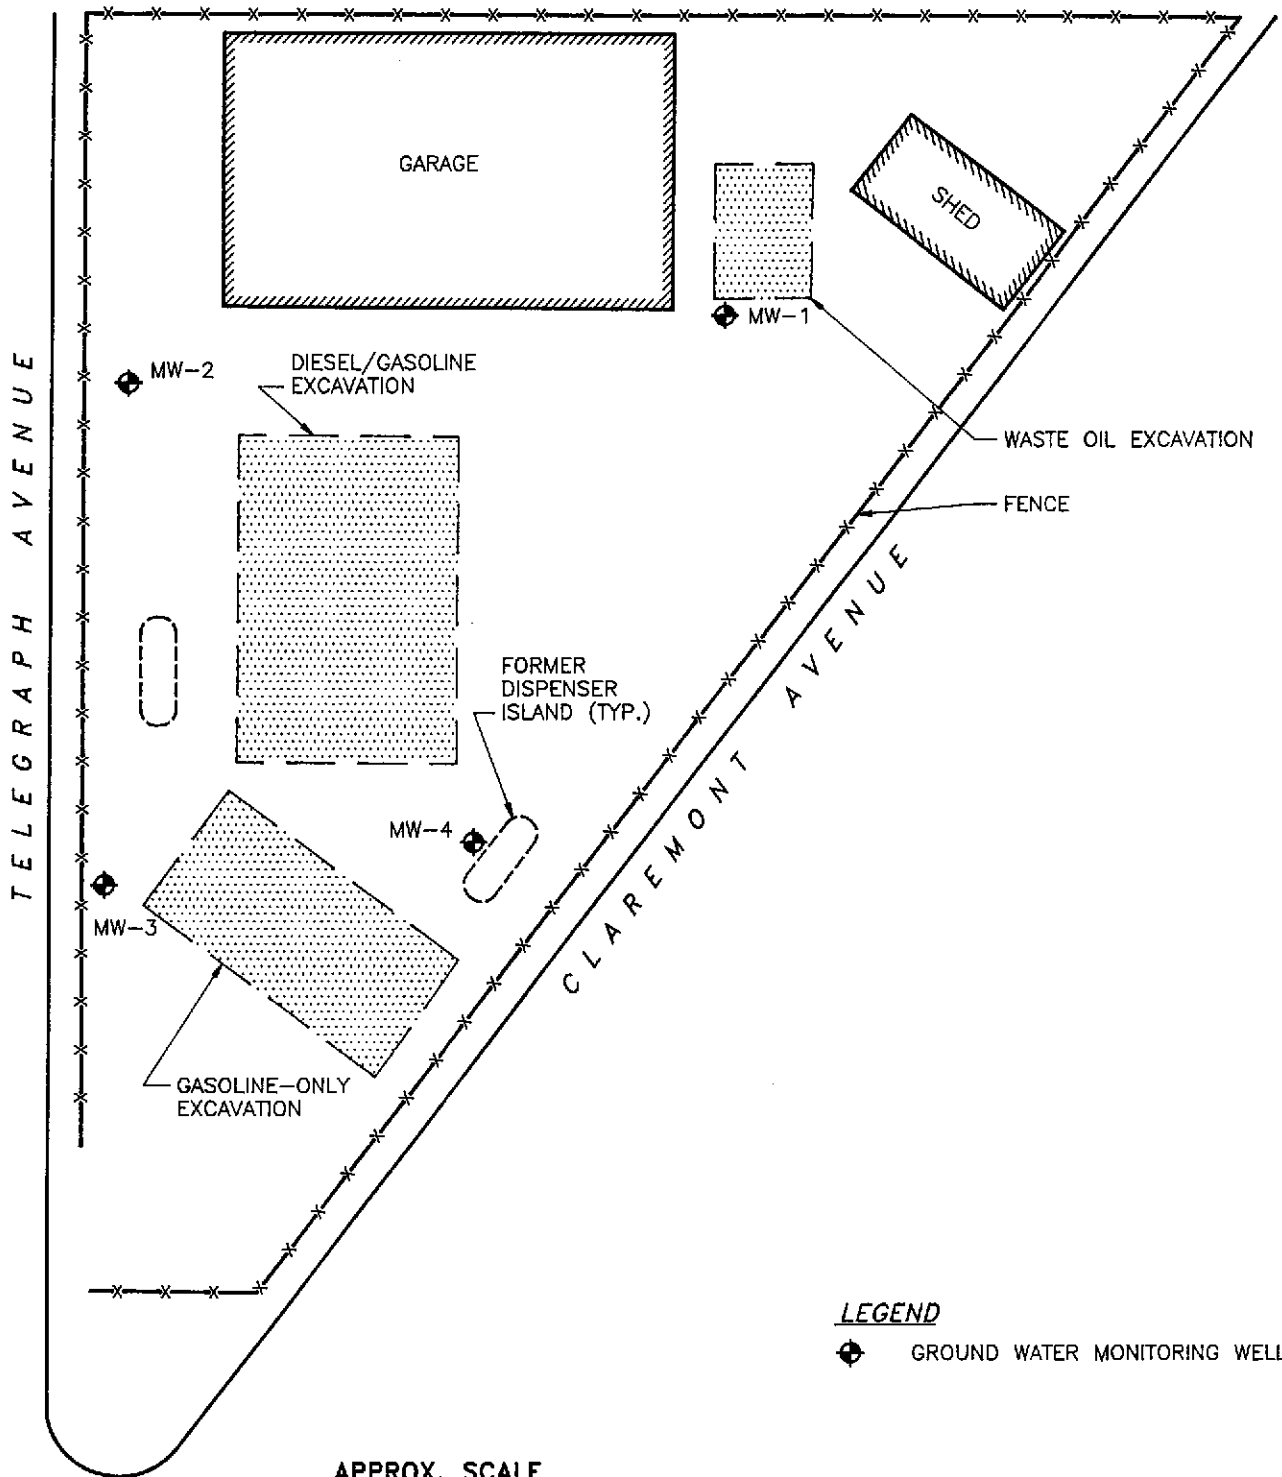 GARAGE
SHED
MW-1
MW-2
DIESEL/GASOLINE
EXCAVATION
WASTE OIL EXCAVATION
FENCE
TELEGRAPH AVENUE
FORMER
DISPENSER
ISLAND (TYP.)
CLAREMONT AVENUE
MW-4
MW-3
GASOLINE-ONLY
EXCAVATION
LEGEND
GROUND WATER MONITORING WELL
APPROX. SCALE